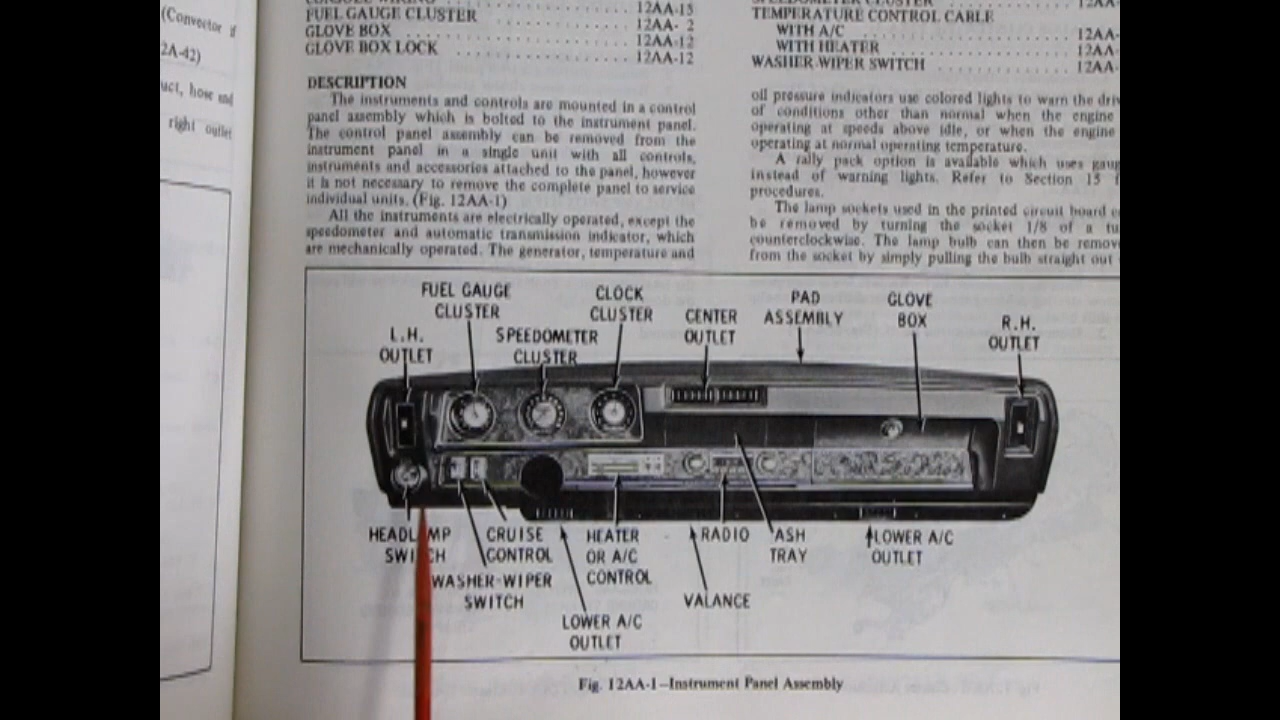 (Convector if
2A-42)
uct, hose and
right outlet
12AA-15
FUEL GAUGE CLUSTER 12AA- 2
GLOVE BOX 12AA-12
GLOVE BOX LOCK 12AA-12
DESCRIPTION
The instruments and controls are mounted in a control
panel assembly which is bolted to the instrument panel.
The control panel assembly can be removed from the
instrument panel in a single unit with all controls,
instruments and accessories attached to the panel, however
it is not necessary to remove the complete panel to service
individual units. (Fig. 12AA-1)
All the instruments are electrically operated, except the
speedometer and automatic transmission indicator, which
are mechanically operated. The generator, temperature and
SPEEDOMETER CLUSTER 12AA-
TEMPERATURE CONTROL CABLE
WITH A/C 12AA-
WITH HEATER 12AA-
WASHER-WIPER SWITCH 12AA-
oil pressure indicators use colored lights to warn the
of conditions other than normal when the engine
operating at speeds above idle, or when the engine
operating at normal operating temperature.
A rally pack option is available which uses
instead of warning lights. Refer to Section 15
procedures.
The lamp sockets used in the printed circuit board
be removed by turning the socket 1/8 of a
counterclockwise. The lamp bulb can then be
from the socket by simply pulling the bulb straight out
FUEL GAUGE
CLUSTER
CLOCK
CLUSTER
PAD
ASSEMBLY
GLOVE
BOX
L.H.
OUTLET
SPEEDOMETER
CLUSTER
CENTER
OUTLET
R.H.
OUTLET
HEADLAMP
SWITCH
CRUISE
CONTROL
HEATER
OR A/C
CONTROL
RADIO
ASH
TRAY
LOWER A/C
OUTLET
WASHER-WIPER
SWITCH
VALANCE
LOWER A/C
OUTLET
Fig. 12AA-1—Instrument Panel Assembly